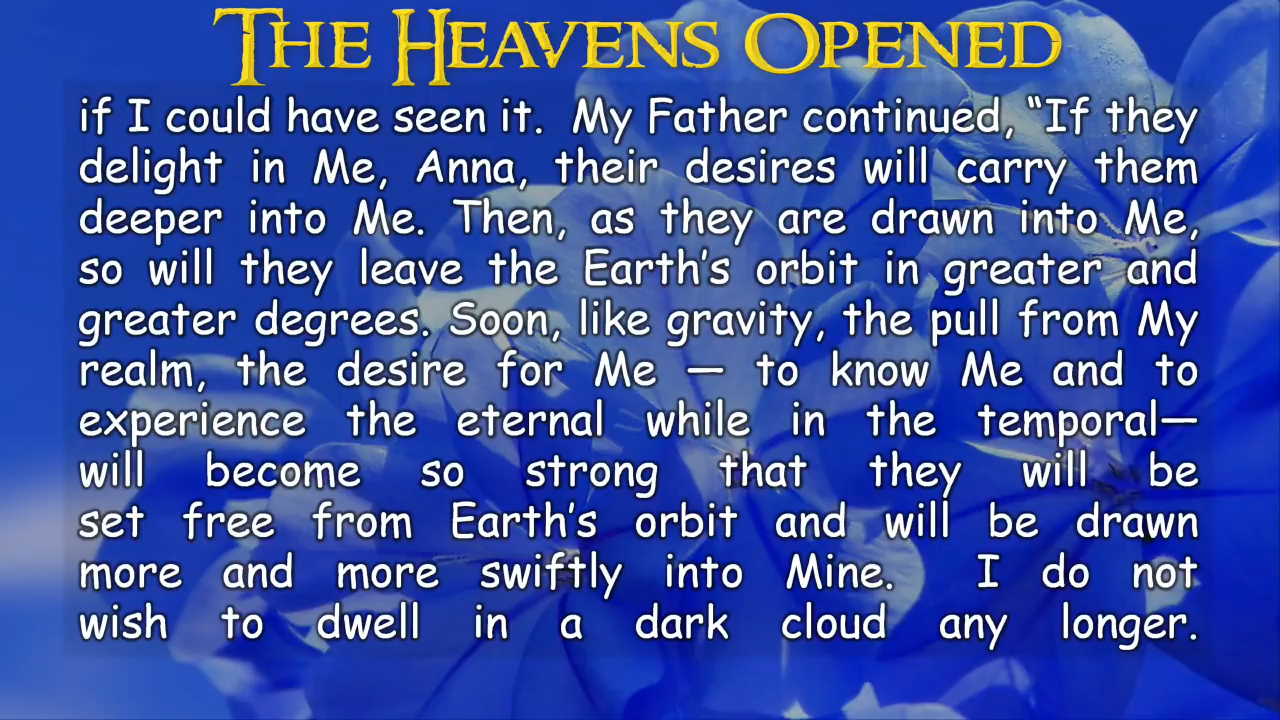 THE HEAVENS OPENED
if I could have seen it.  My Father continued, “If they
delight in Me, Anna, their desires will carry them
deeper into Me. Then, as they are drawn into Me,
so will they leave the Earth’s orbit in greater and
greater degrees. Soon, like gravity, the pull from My
realm, the desire for Me — to know Me and to
experience the eternal while in the temporal—
will become so strong that they will be
set free from Earth’s orbit and will be drawn
more and more swiftly into Mine.  I do not
wish to dwell in a dark cloud any longer.